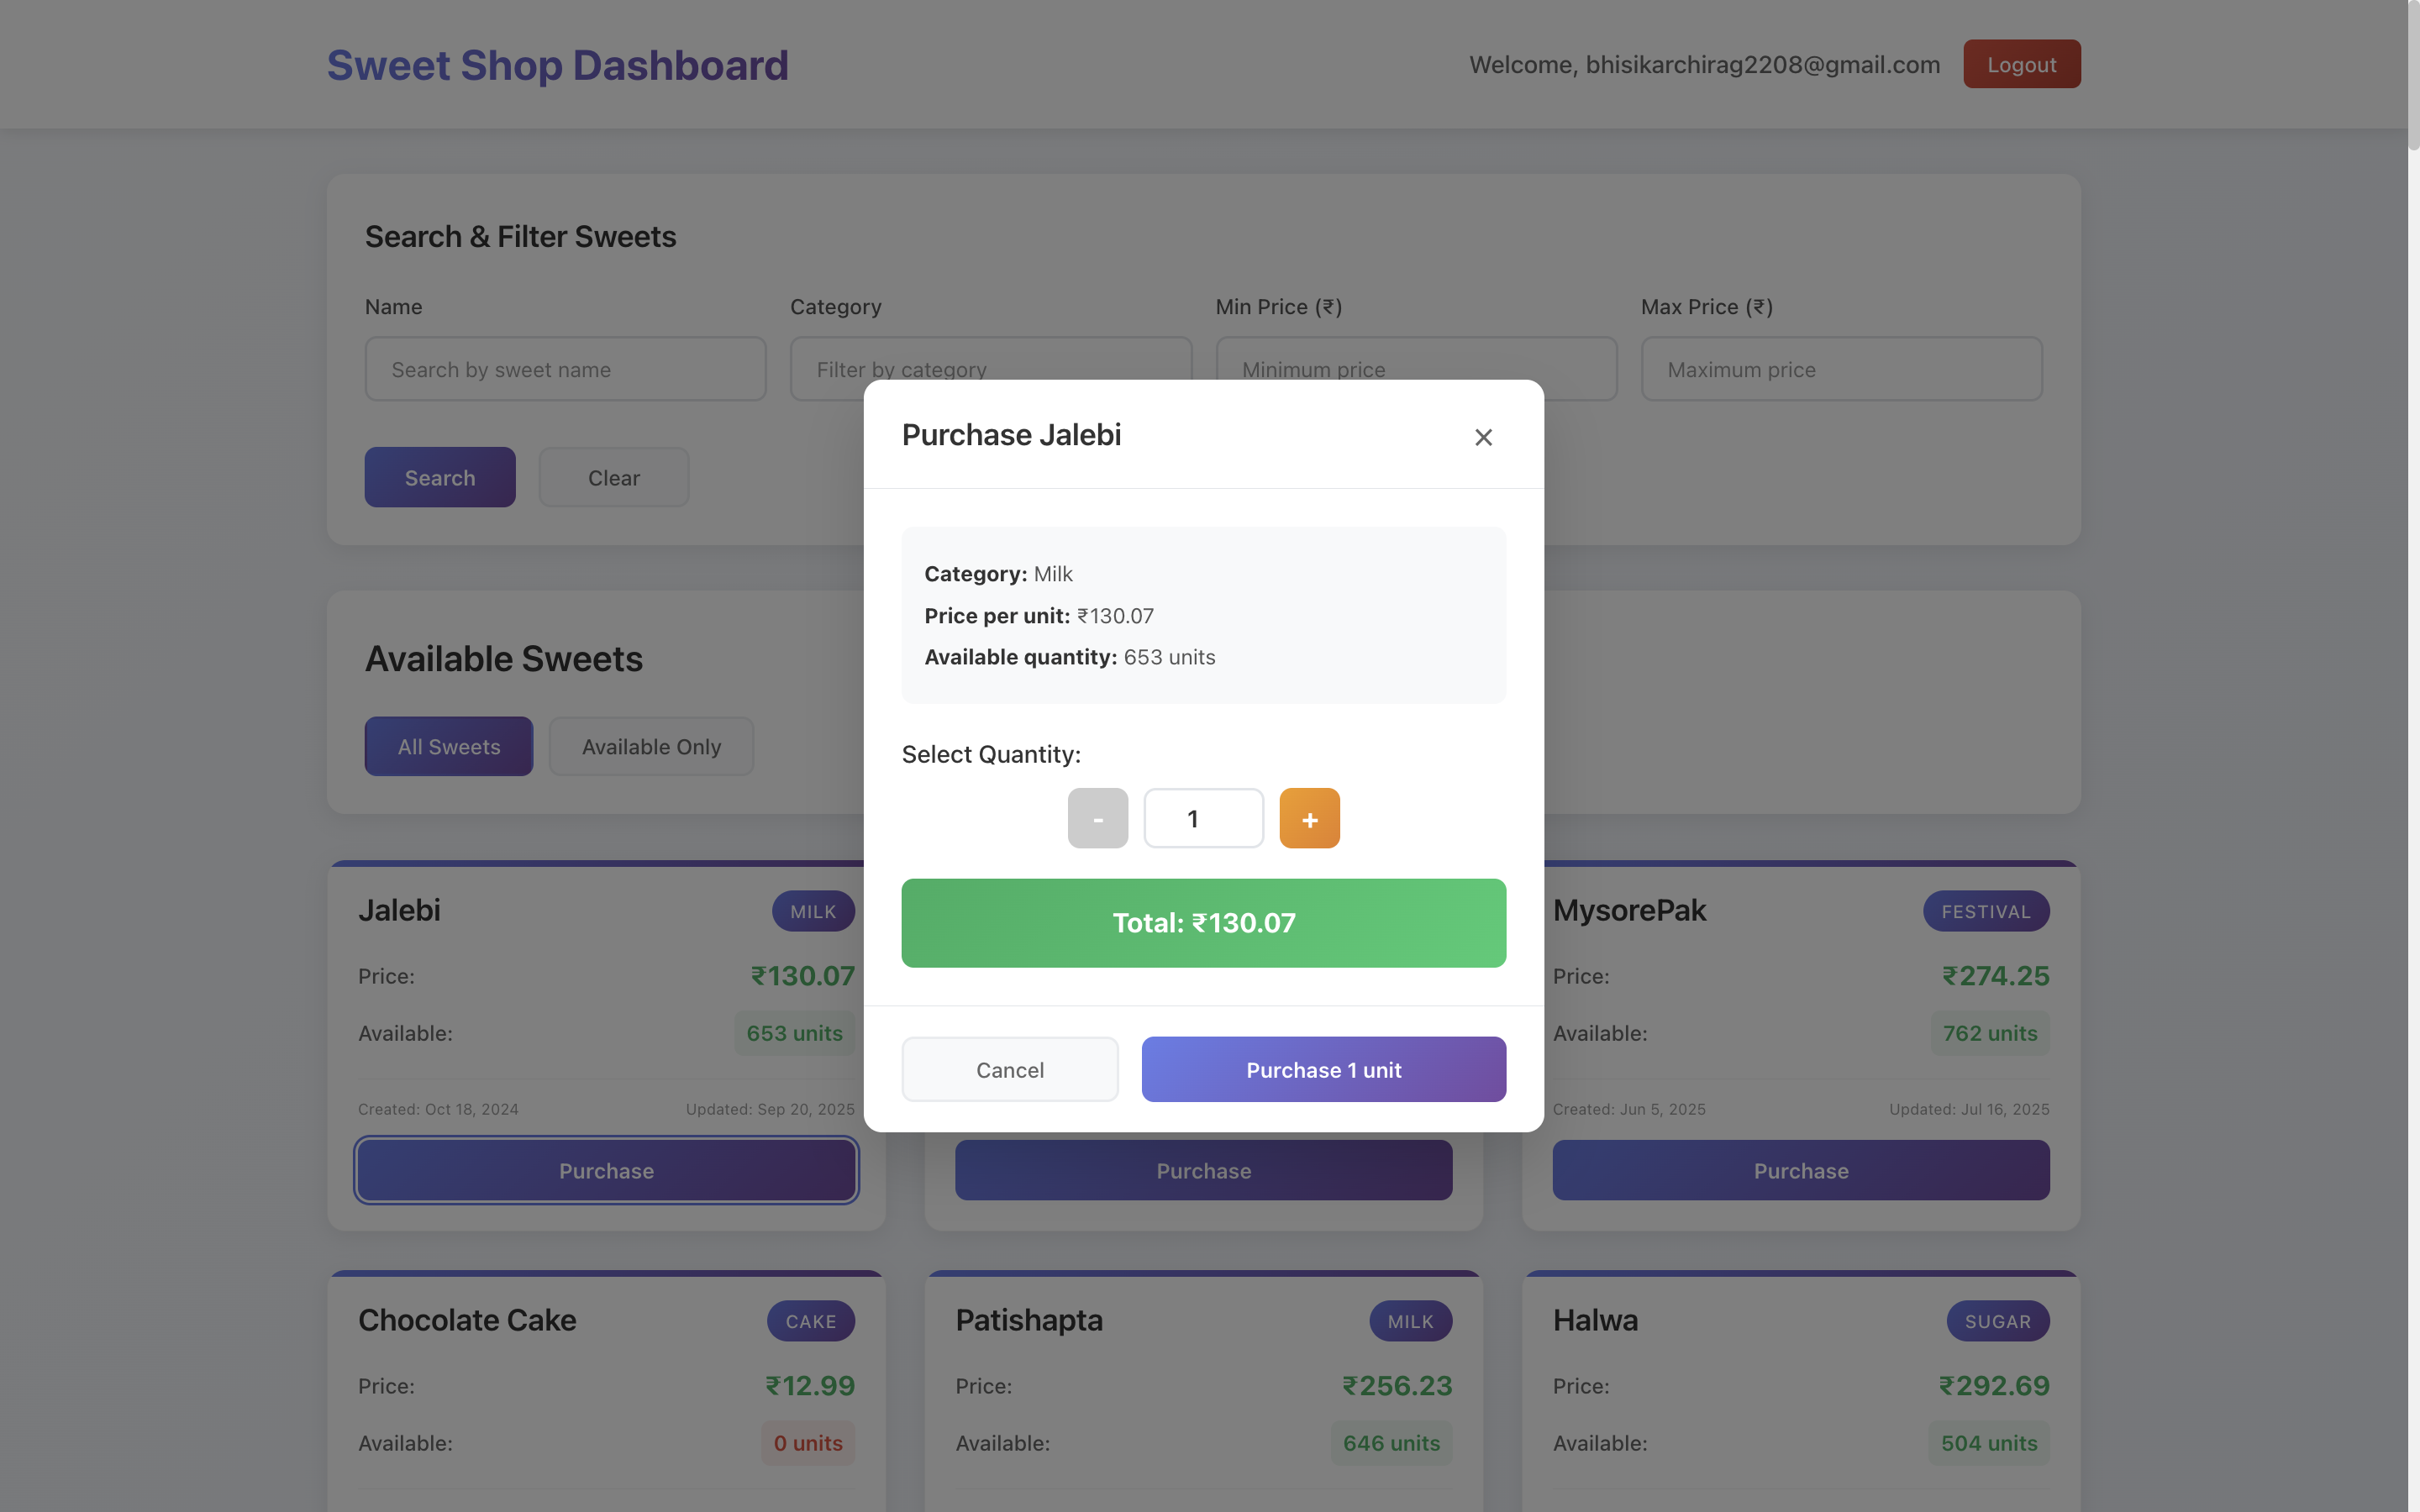 Sweet Shop Dashboard
Welcome, bhisikarchirag2208@gmail.com
Logout
Search & Filter Sweets
Name
Category
Min Price (₹)
Max Price (₹)
Search by sweet name
Filter by category
Minimum price
Maximum price
Search
Clear
Available Sweets
All Sweets
Available Only
Purchase Jalebi
×
Category: Milk
Price per unit: ₹130.07
Available quantity: 653 units
Select Quantity:
-
1
+
Total: ₹130.07
Cancel
Purchase 1 unit
Jalebi
MILK
Price:
₹130.07
Available:
653 units
Created: Oct 18, 2024
Updated: Sep 20, 2025
Purchase
Purchase
MysorePak
FESTIVAL
Price:
₹274.25
Available:
762 units
Created: Jun 5, 2025
Updated: Jul 16, 2025
Purchase
Chocolate Cake
CAKE
Price:
₹12.99
Available:
0 units
Patishapta
MILK
Price:
₹256.23
Available:
646 units
Halwa
SUGAR
Price:
₹292.69
Available:
504 units